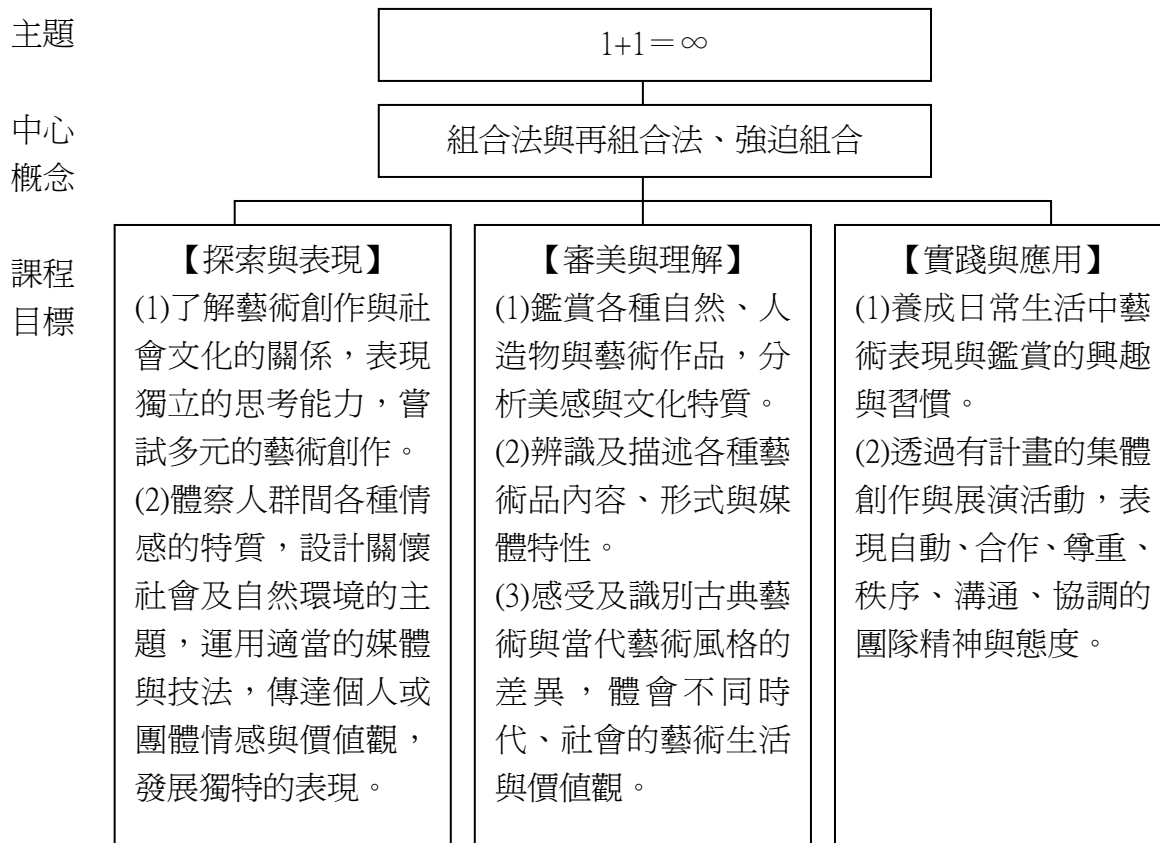 主題
1+1＝∞
中心
概念
組合法與再組合法、強迫組合
課程
目標
【探索與表現】
(1)了解藝術創作與社
會文化的關係，表現
獨立的思考能力，嘗
試多元的藝術創作。
(2)體察人群間各種情
感的特質，設計關懷
社會及自然環境的主
題，運用適當的媒體
與技法，傳達個人或
團體情感與價值觀，
發展獨特的表現。
【審美與理解】
(1)鑑賞各種自然、人
造物與藝術作品，分
析美感與文化特質。
(2)辨識及描述各種藝
術品內容、形式與媒
體特性。
(3)感受及識別古典藝
術與當代藝術風格的
差異，體會不同時
代、社會的藝術生活
與價值觀。
【實踐與應用】
(1)養成日常生活中藝
術表現與鑑賞的興趣
與習慣。
(2)透過有計畫的集體
創作與展演活動，表
現自動、合作、尊重、
秩序、溝通、協調的
團隊精神與態度。